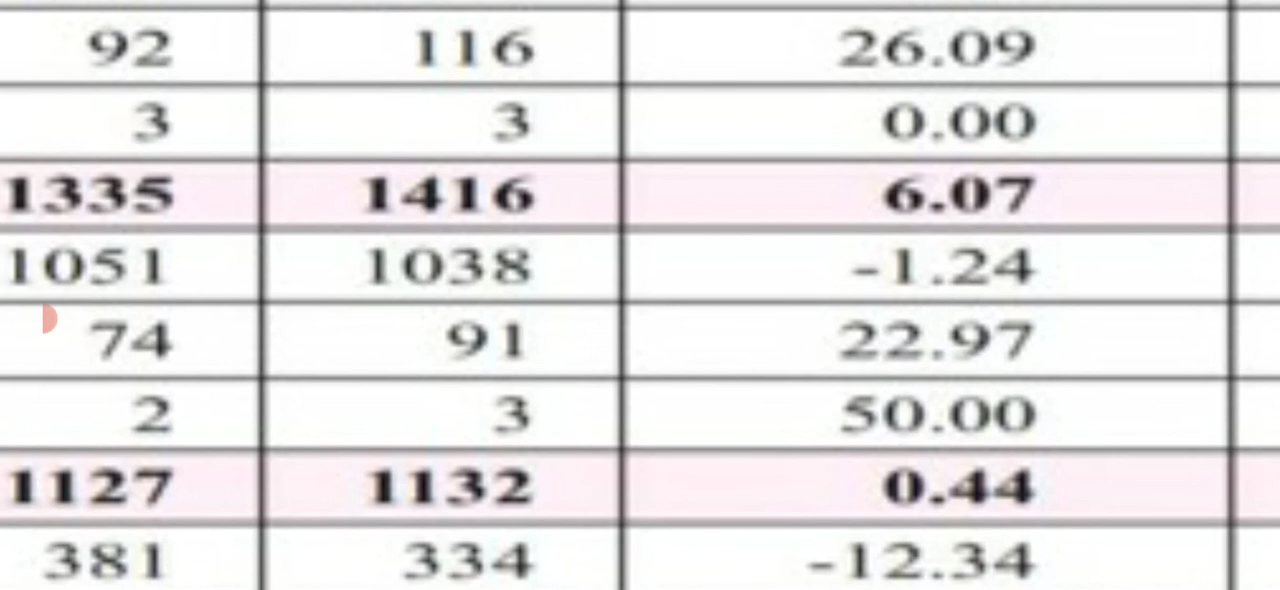 92 116 26.09
3 3 0.00
1335 1416 6.07
1051 1038 -1.24
74 91 22.97
2 3 50.00
1127 1132 0.44
381 334 -12.34